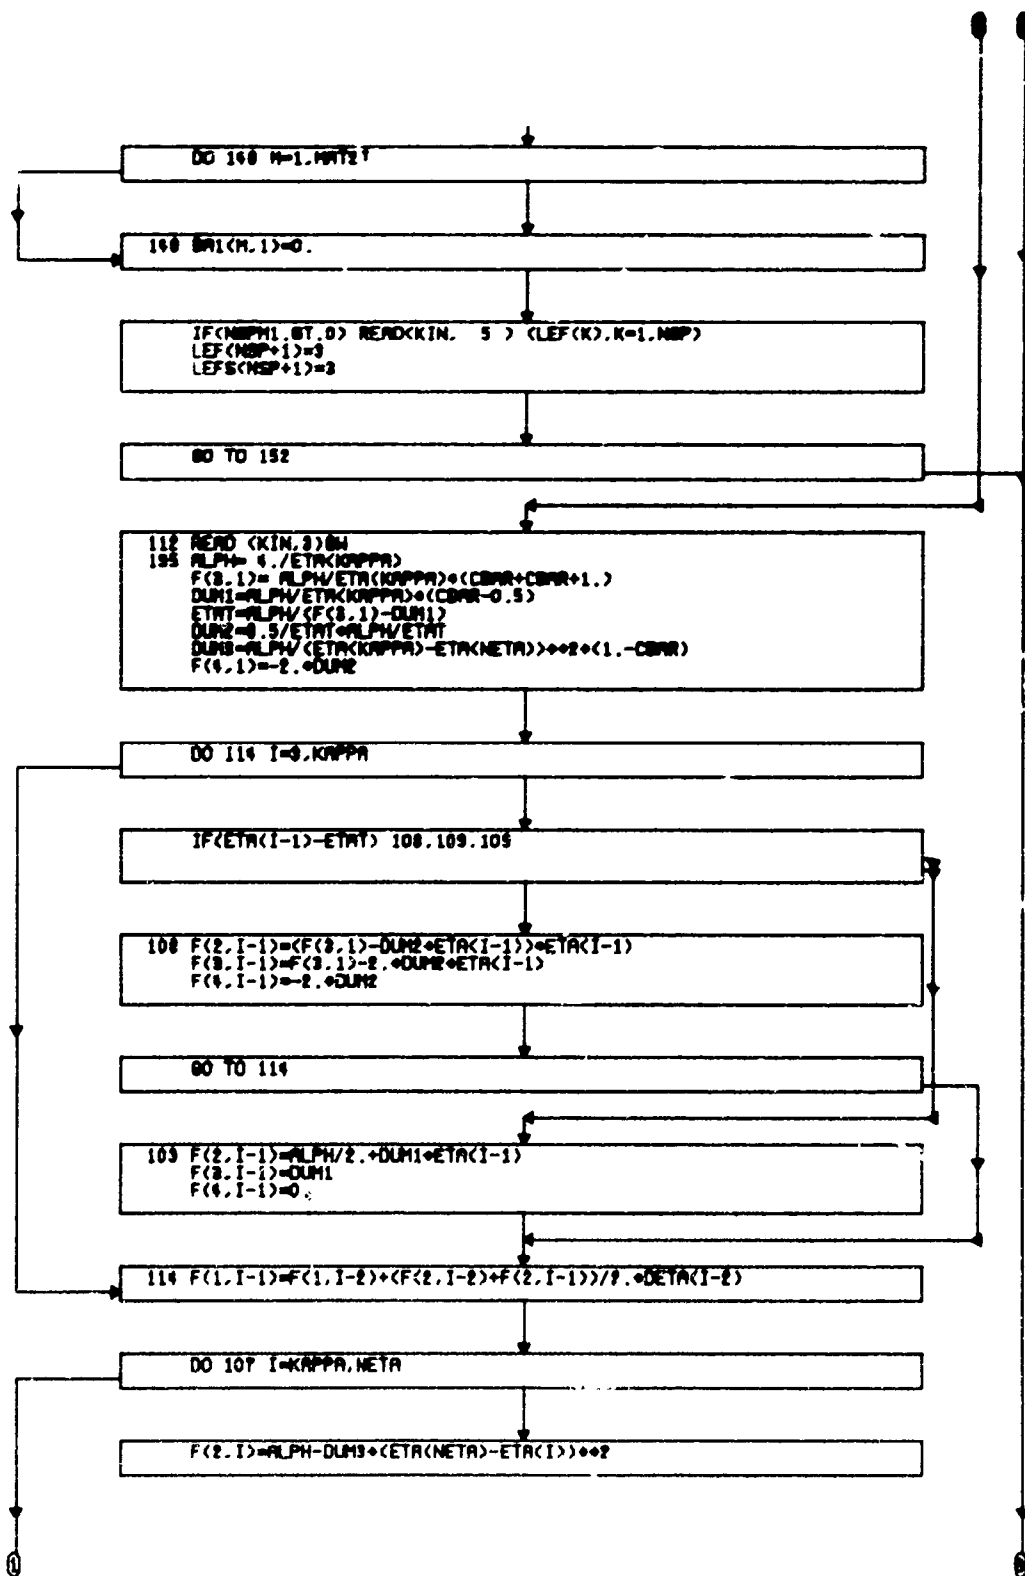 DO 140 M=1,MAT2T
140 BA1(M,1)=0.
IF(NSPM1.GT.0) READ(KIN, 5 ) (LEF(K),K=1,NSP)
LEF(NSP+1)=3
LEFS(NSP+1)=3
GO TO 152
112 READ (KIN,3)BW
195 ALPH= 4./ETA(KAPPA)
F(3,1)= ALPH/ETA(KAPPA)*(CBAR+CBAR+1.)
DUM1=ALPH/ETA(KAPPA)*(CBAR-0.5)
ETAT=ALPH/(F(3,1)-DUM1)
DUM2=0.5/ETAT*ALPH/ETAT
DUM3=ALPH/(ETA(KAPPA)-ETA(NETA))**2*(1.-CBAR)
F(4,1)=-2.*DUM2
DO 114 I=3,KAPPA
IF(ETA(I-1)-ETAT) 108,109,109
108 F(2,I-1)=(F(3,1)-DUM2*ETA(I-1))*ETA(I-1)
F(3,I-1)=F(3,1)-2.*DUM2*ETA(I-1)
F(4,I-1)=-2.*DUM2
GO TO 114
109 F(2,I-1)=ALPH/2.+DUM1*ETA(I-1)
F(3,I-1)=DUM1
F(4,I-1)=0.
114 F(1,I-1)=F(1,I-2)+(F(2,I-2)+F(2,I-1))/2.*DETA(I-2)
DO 107 I=KAPPA,NETA
F(2,I)=ALPH-DUM3*(ETA(NETA)-ETA(I))**2
1